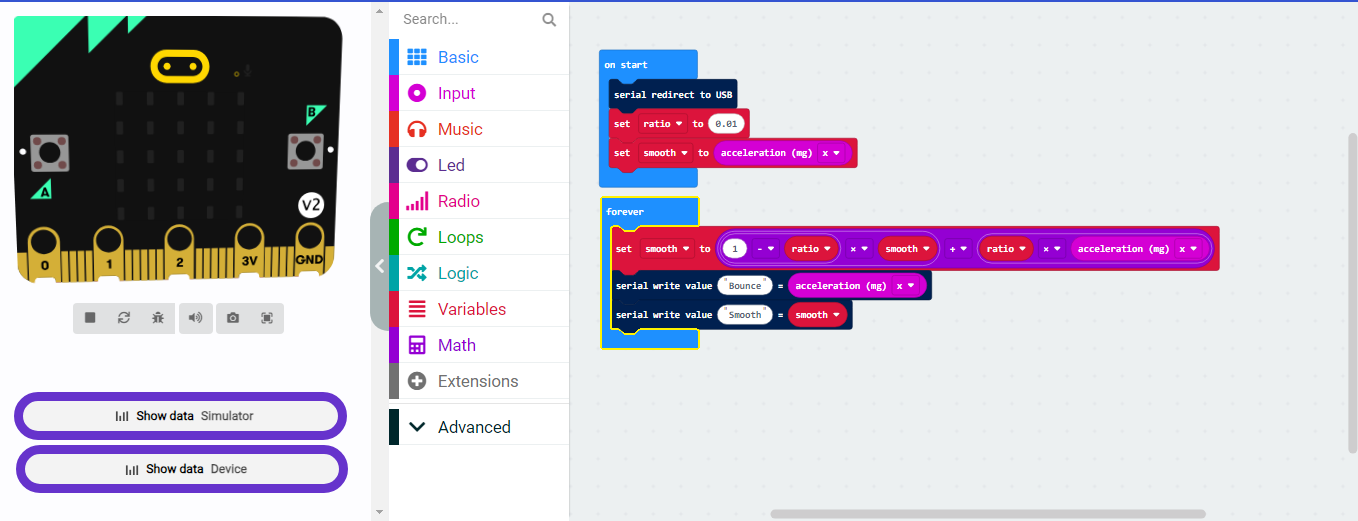 Search...
Basic
Input
Music
Led
Radio
Loops
Logic
Variables
Math
Extensions
Advanced
B
A
V2
0
1
2
3V
GND
Show data Simulator
Show data Device
on start
serial redirect to USB
set ratio to 0.01
set smooth to acceleration (mg) x
forever
set smooth to 1 - ratio × smooth + ratio × acceleration (mg) x
serial write value "Bounce" = acceleration (mg) x
serial write value "Smooth" = smooth